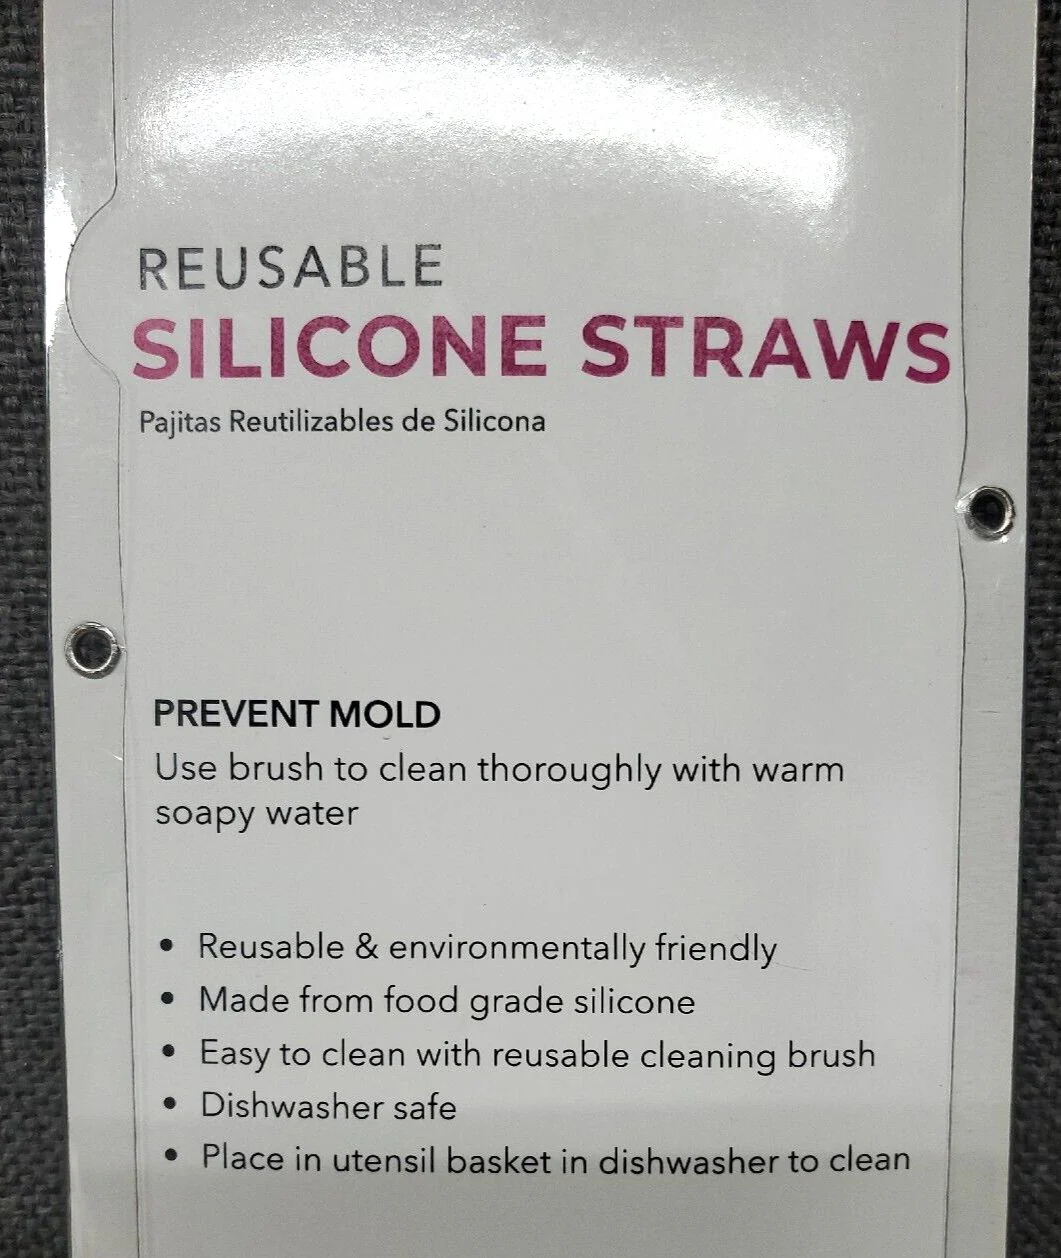 REUSABLE
SILICONE STRAWS
Pajitas Reutilizables de Silicona
PREVENT MOLD
Use brush to clean thoroughly with warm
soapy water
• Reusable & environmentally friendly
• Made from food grade silicone
• Easy to clean with reusable cleaning brush
• Dishwasher safe
• Place in utensil basket in dishwasher to clean